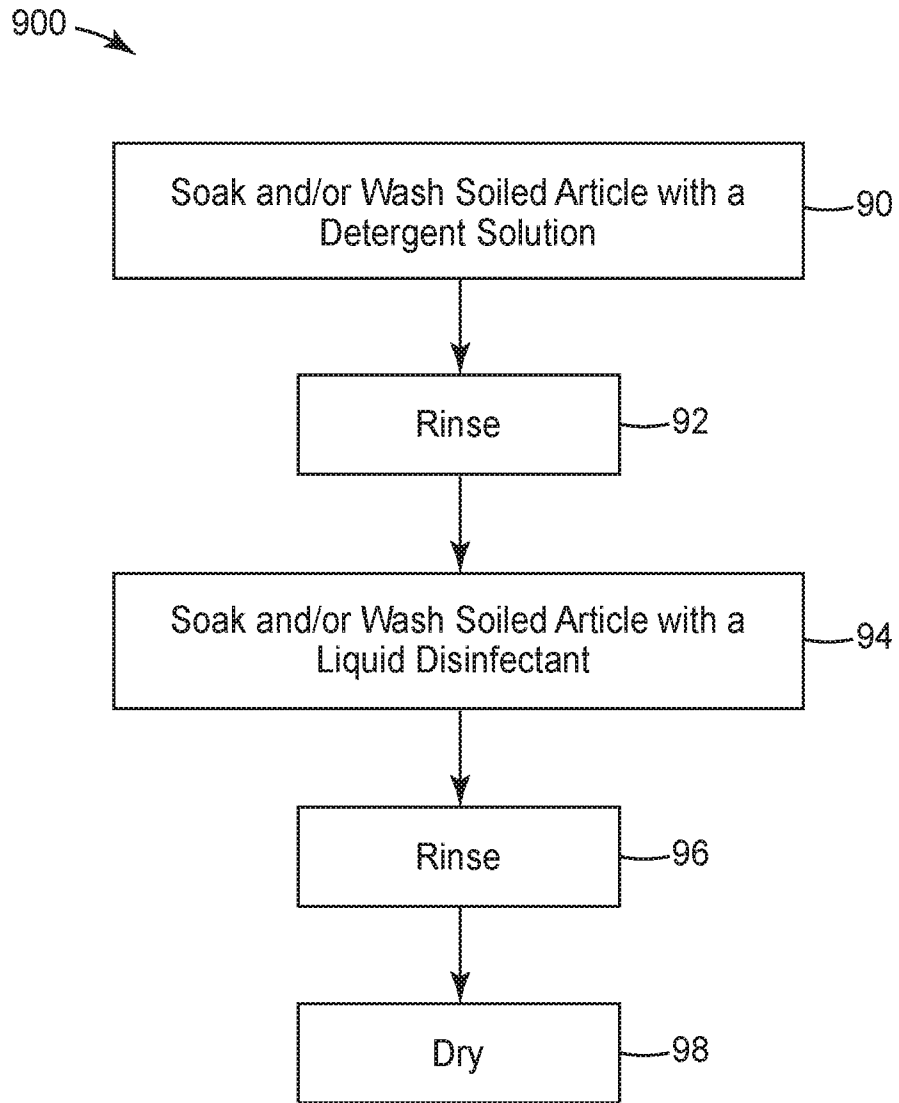 900
Soak and/or Wash Soiled Article with a
Detergent Solution
90
Rinse
92
Soak and/or Wash Soiled Article with a
Liquid Disinfectant
94
Rinse
96
Dry
98